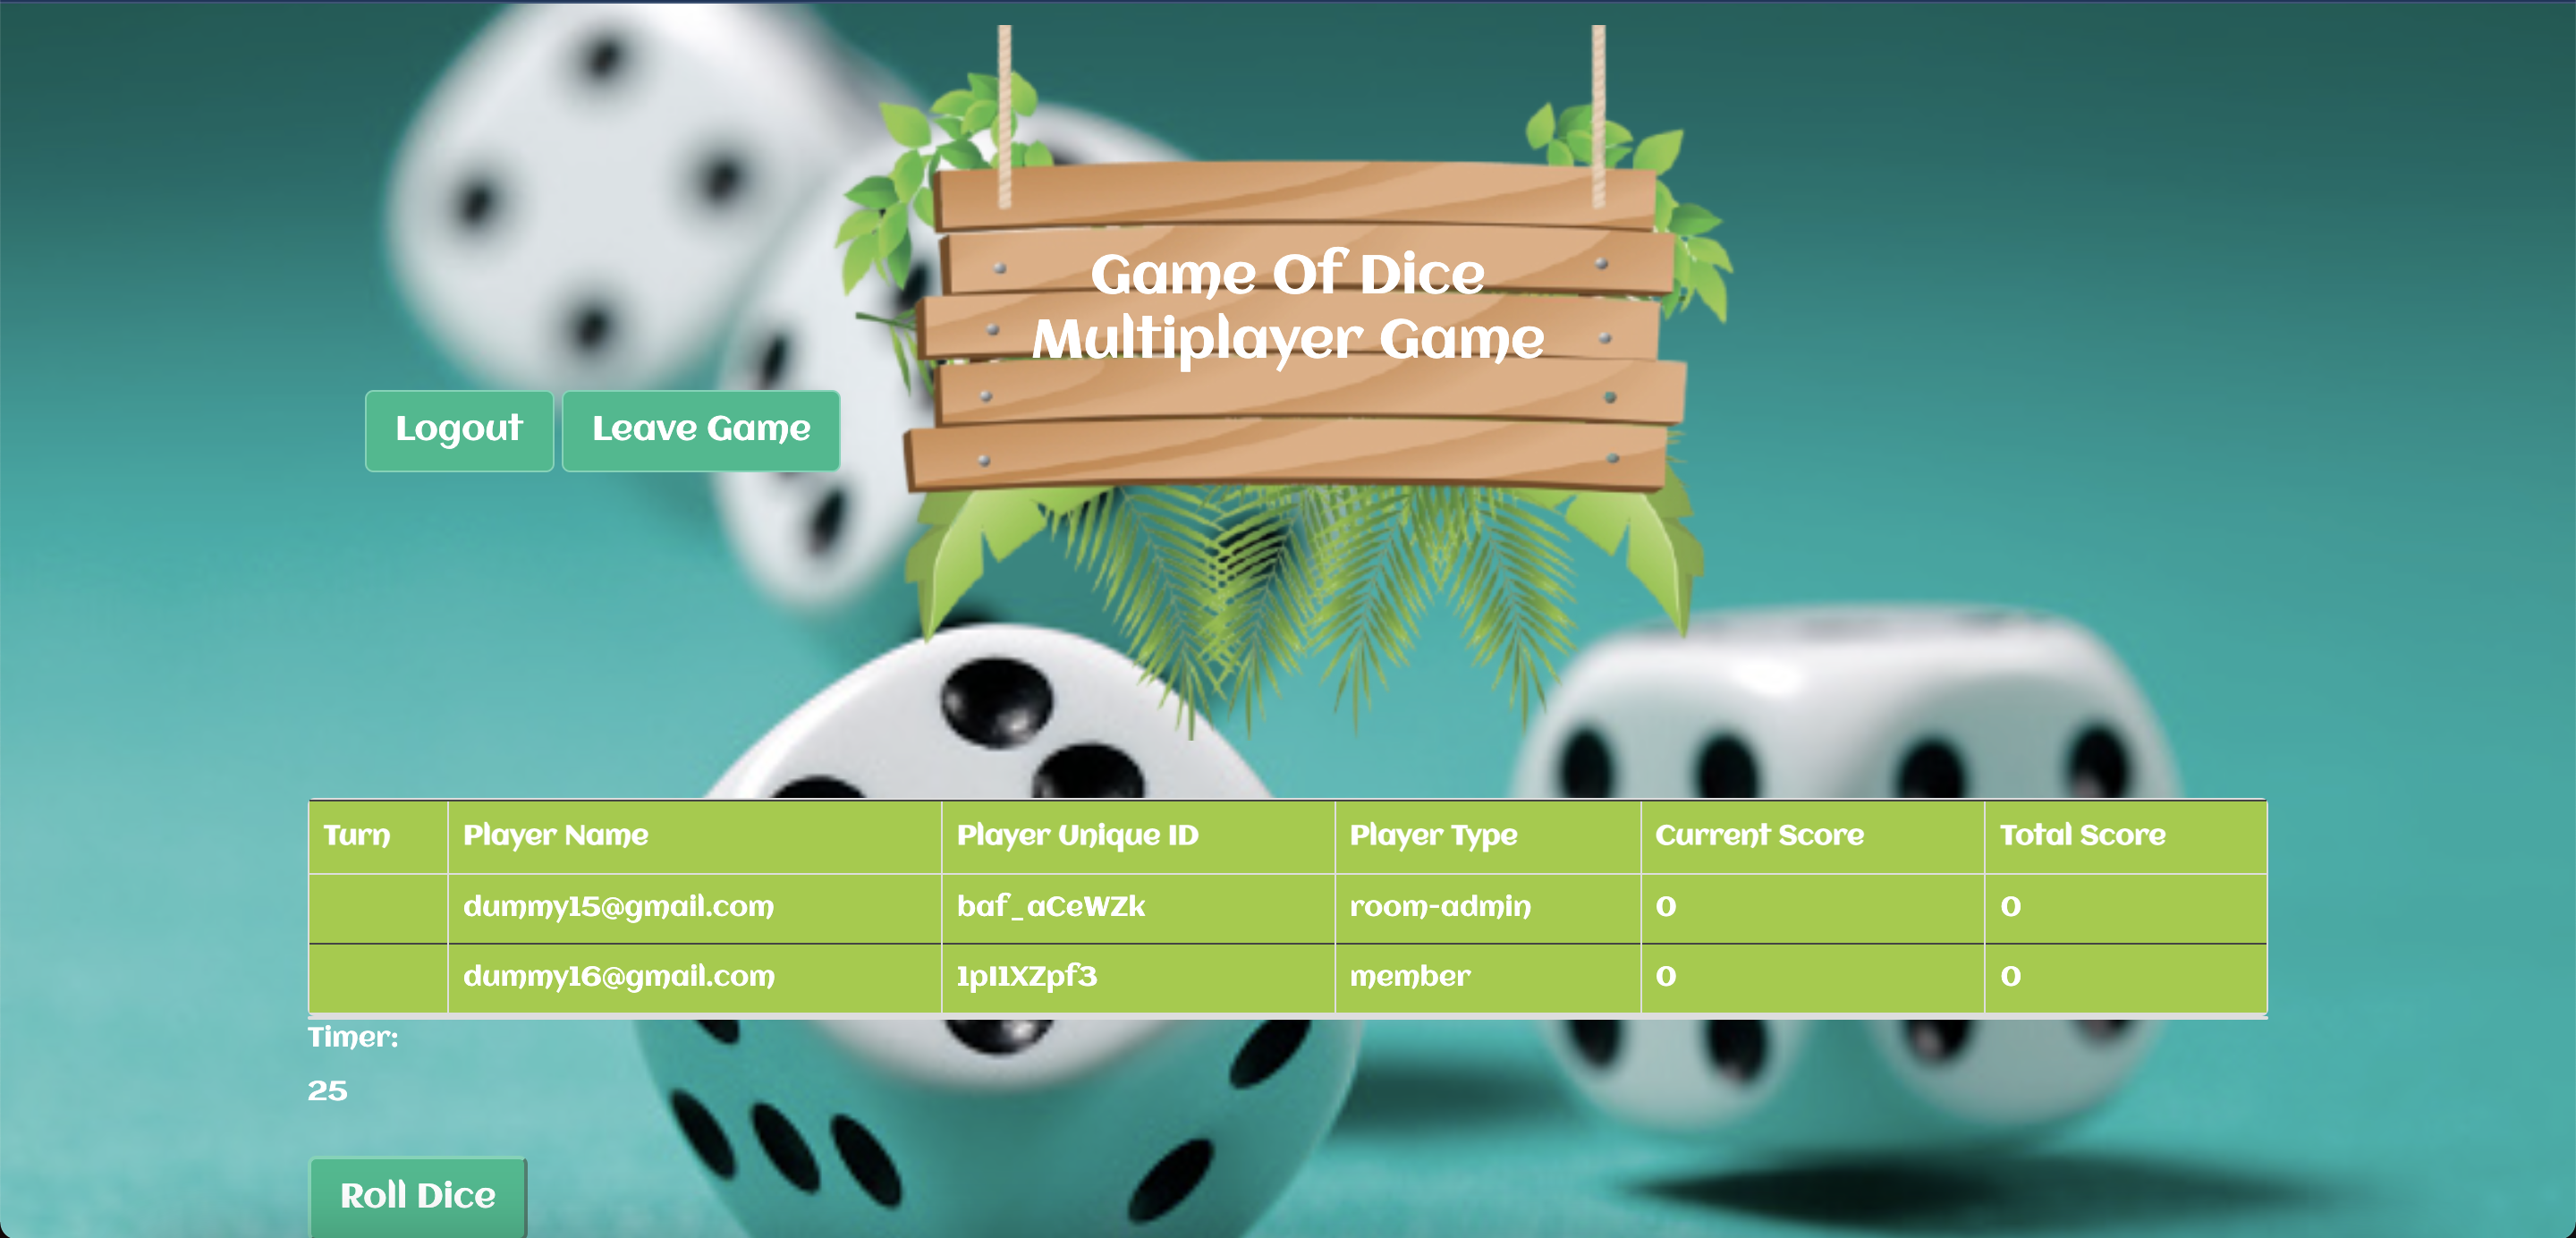 Game Of Dice
Multiplayer Game
Logout
Leave Game
Turn Player Name Player Unique ID Player Type Current Score Total Score
dummy15@gmail.com baf_aCeWZk room-admin 0 0
dummy16@gmail.com 1pI1XZpf3 member 0 0
Timer:
25
Roll Dice